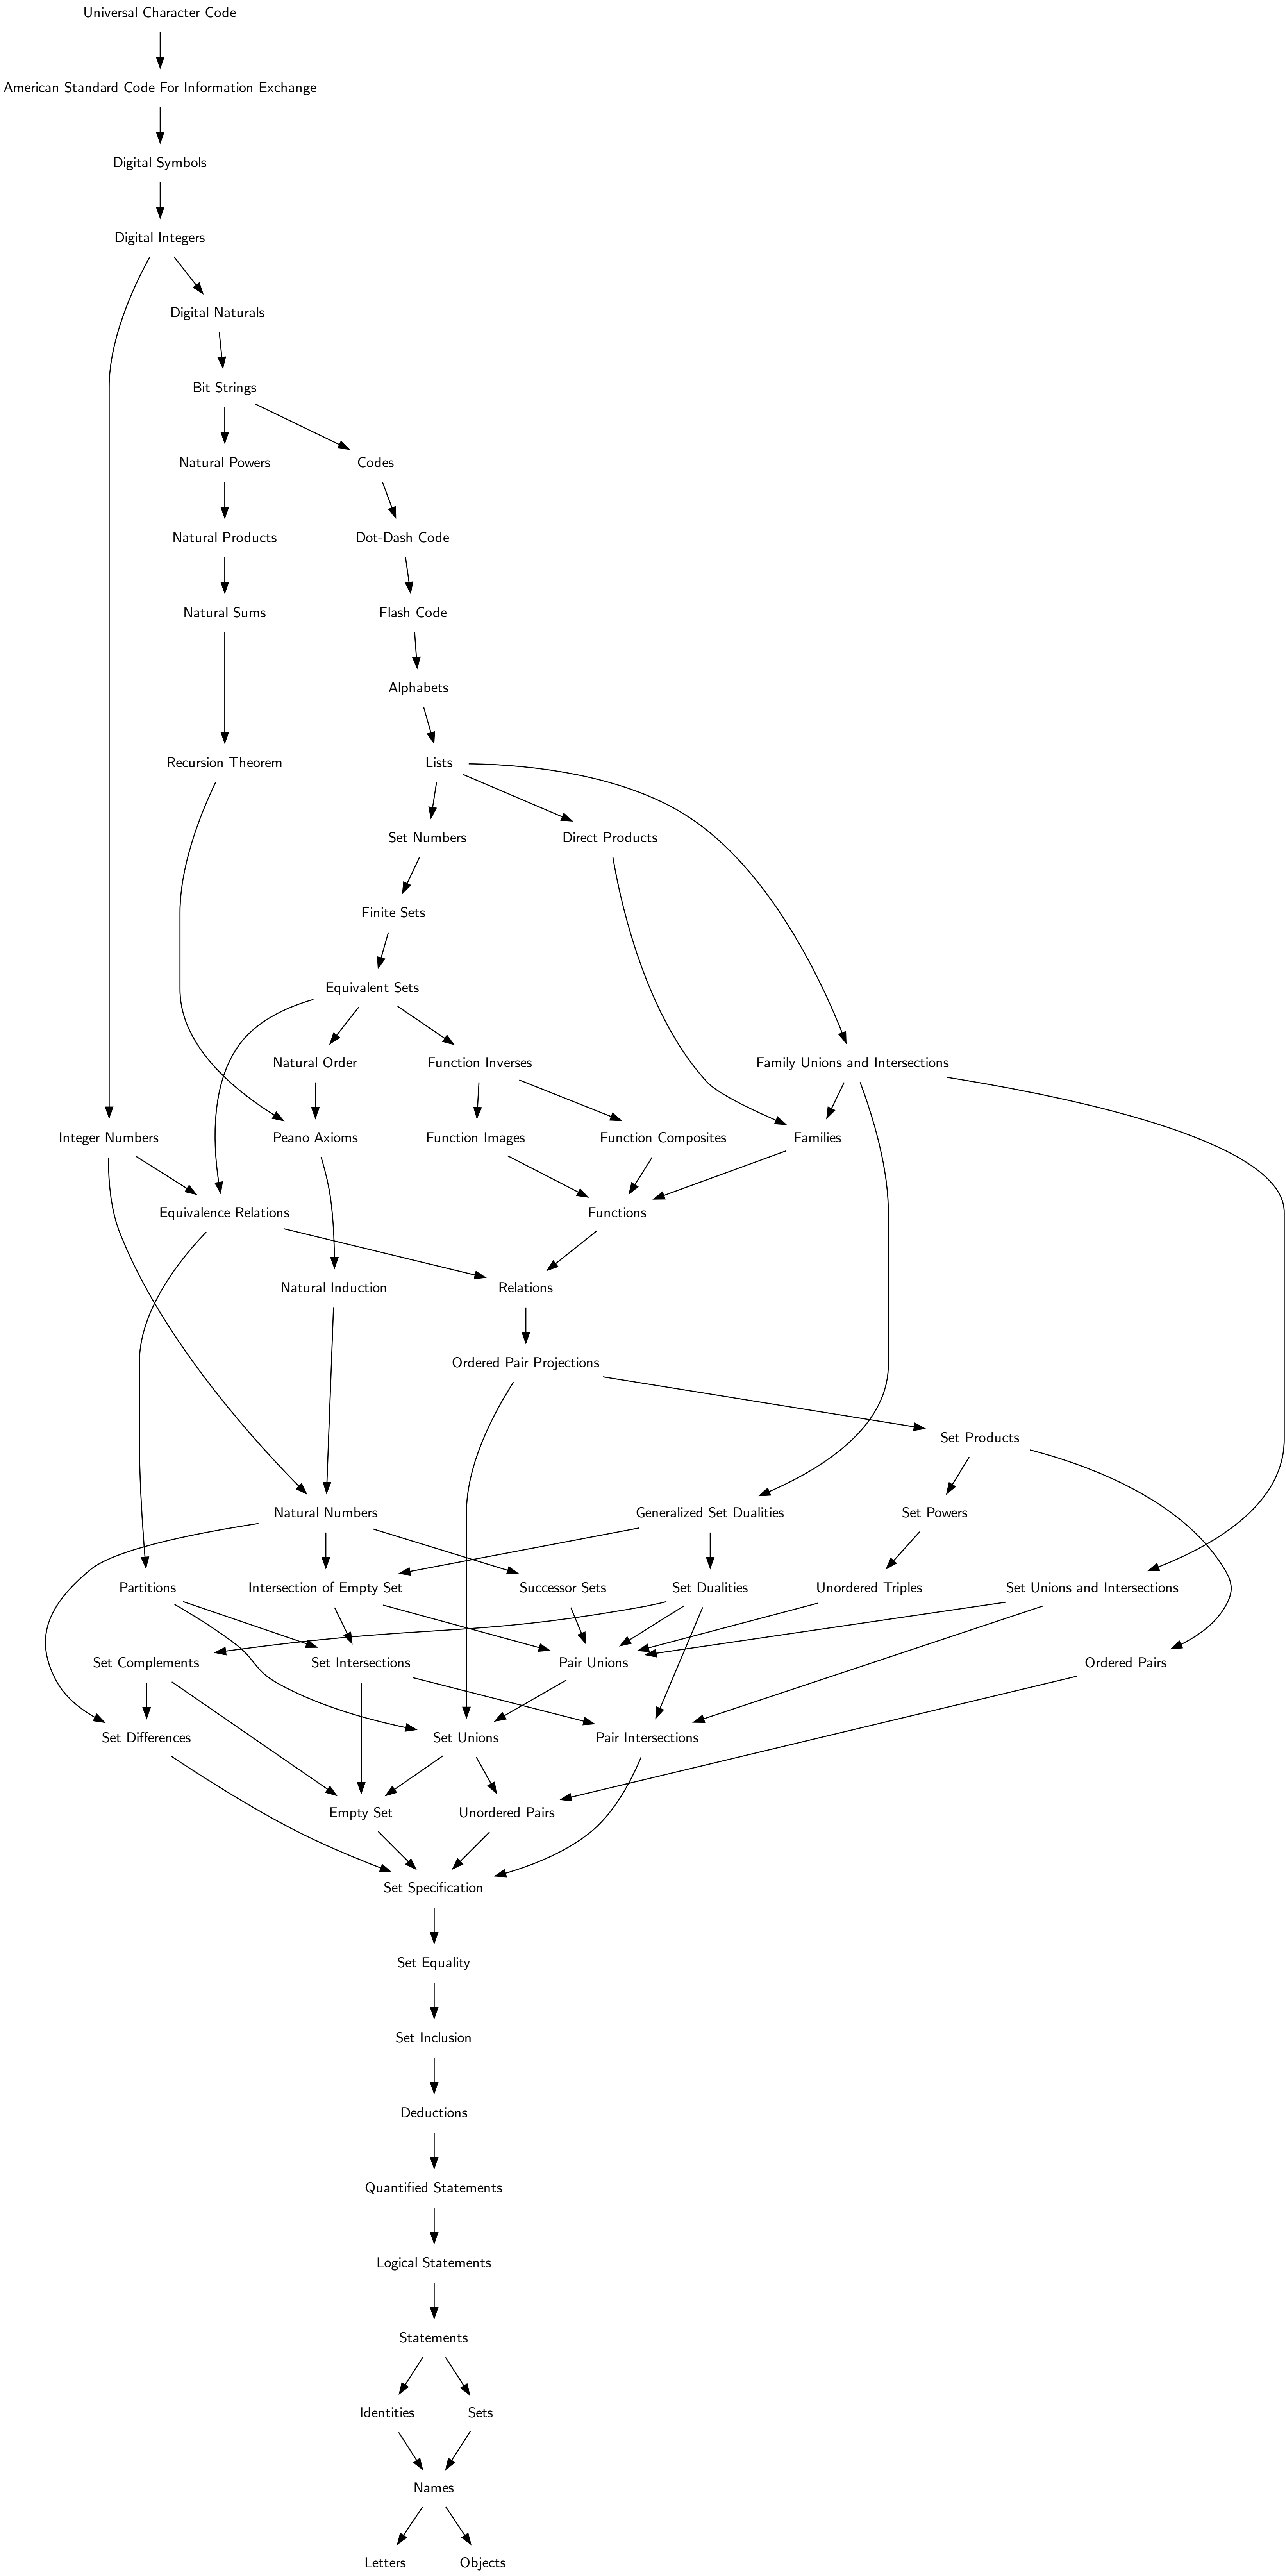 Universal Character Code
American Standard Code For Information Exchange
Digital Symbols
Digital Integers
Digital Naturals
Bit Strings
Natural Powers
Codes
Natural Products
Dot-Dash Code
Natural Sums
Flash Code
Alphabets
Recursion Theorem
Lists
Set Numbers
Direct Products
Finite Sets
Equivalent Sets
Natural Order
Function Inverses
Family Unions and Intersections
Integer Numbers
Peano Axioms
Function Images
Function Composites
Families
Equivalence Relations
Functions
Natural Induction
Relations
Ordered Pair Projections
Set Products
Natural Numbers
Generalized Set Dualities
Set Powers
Partitions
Intersection of Empty Set
Successor Sets
Set Dualities
Unordered Triples
Set Unions and Intersections
Set Complements
Set Intersections
Pair Unions
Ordered Pairs
Set Differences
Set Unions
Pair Intersections
Empty Set
Unordered Pairs
Set Specification
Set Equality
Set Inclusion
Deductions
Quantified Statements
Logical Statements
Statements
Identities
Sets
Names
Letters
Objects